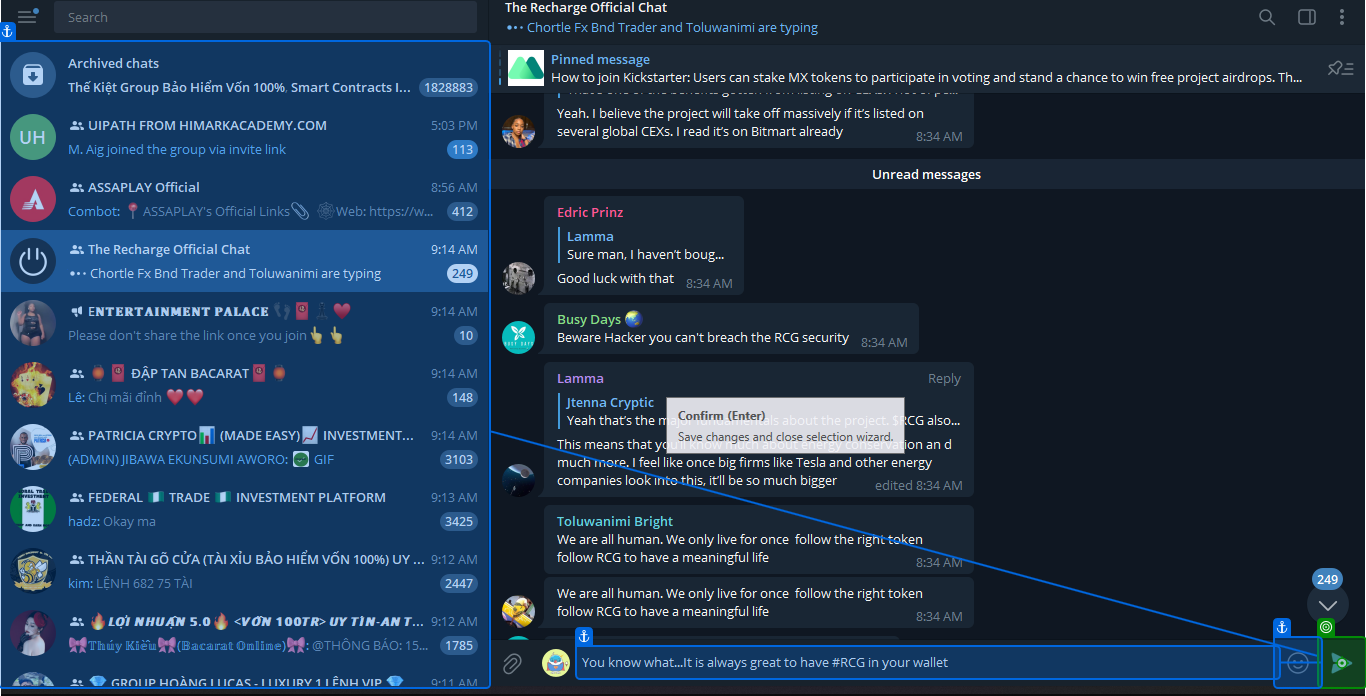 Search
Archived chats
Thế Kiệt Group Bảo Hiểm Vốn 100%, Smart Contracts I...
1828883
UH
UIPATH FROM HIMARKACADEMY.COM
5:03 PM
M. Aig joined the group via invite link
113
ASSAPLAY Official
8:56 AM
Combot: 📍 ASSAPLAY's Official Links📎 🕸Web: https://w...
412
The Recharge Official Chat
9:14 AM
Chortle Fx Bnd Trader and Toluwanimi are typing
249
ENTERTAINMENT PALACE 👣 ❤️
9:14 AM
Please don't share the link once you join👆👆
10
🏮🧧 ĐẬP TAN BACARAT🧧🏮
9:14 AM
Lê: Chị mãi đỉnh ❤️❤️
148
PATRICIA CRYPTO📊 (MADE EASY)📈 INVESTMENT...
9:14 AM
(ADMIN) JIBAWA EKUNSUMI AWORO: GIF
3103
FEDERAL 🇳🇬 TRADE 🇳🇬 INVESTMENT PLATFORM
9:13 AM
hadz: Okay ma
3425
THẦN TÀI GÕ CỬA (TÀI XỈU BẢO HIỂM VỐN 100%) UY ...
9:12 AM
kim: LỆNH 682 75 TÀI
2447
🔥LỢI NHUẬN 5.0🔥 <VỐN 100TR> UY TÍN-AN T...
9:12 AM
🎀Thúy Kiều🎀(Bacarat Online)🎀: @THÔNG BÁO: 15...
1785
💎 GROUP HOÀNG LUCAS - LUXURY 1 LỆNH VIP 💎
9:11 AM
The Recharge Official Chat
Chortle Fx Bnd Trader and Toluwanimi are typing
Pinned message
How to join Kickstarter: Users can stake MX tokens to participate in voting and stand a chance to win free project airdrops. Th...
Yeah. I believe the project will take off massively if it's listed on
several global CEXs. I read it's on Bitmart already
8:34 AM
Unread messages
Edric Prinz
Lamma
Sure man, I haven't boug...
Good luck with that
8:34 AM
Busy Days 🌏
Beware Hacker you can't breach the RCG security
8:34 AM
Lamma
Reply
Jtenna Cryptic
Yeah that's the major fundamentals about the project. $RCG also...
Confirm (Enter)
Save changes and close selection wizard.
This means that you'll know much about energy conservation an d
much more. I feel like once big firms like Tesla and other energy
companies look into this, it'll be so much bigger
edited 8:34 AM
Toluwanimi Bright
We are all human. We only live for once follow the right token
follow RCG to have a meaningful life
8:34 AM
We are all human. We only live for once follow the right token
follow RCG to have a meaningful life
8:34 AM
249
You know what...It is always great to have #RCG in your wallet